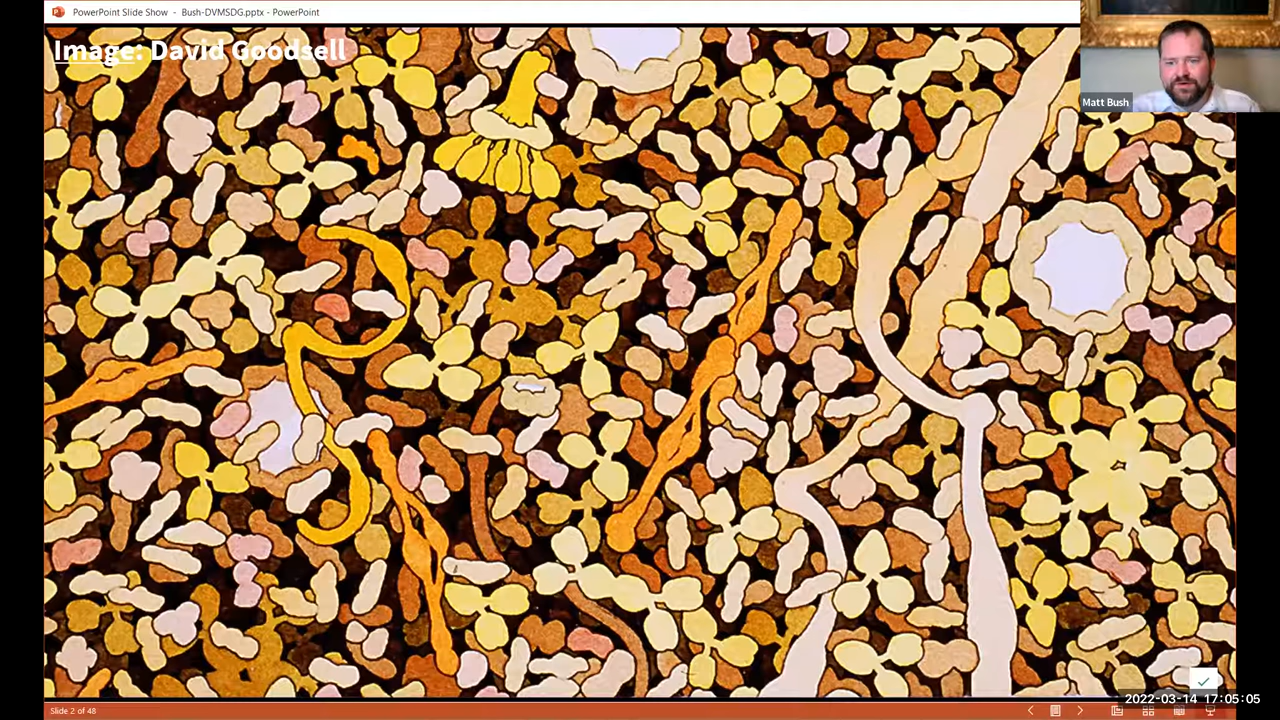 PowerPoint Slide Show - Bush-DVMSDG.pptx - PowerPoint
Image: David Goodsell
Matt Bush
2022-03-14 17:05:05
Slide 2 of 48